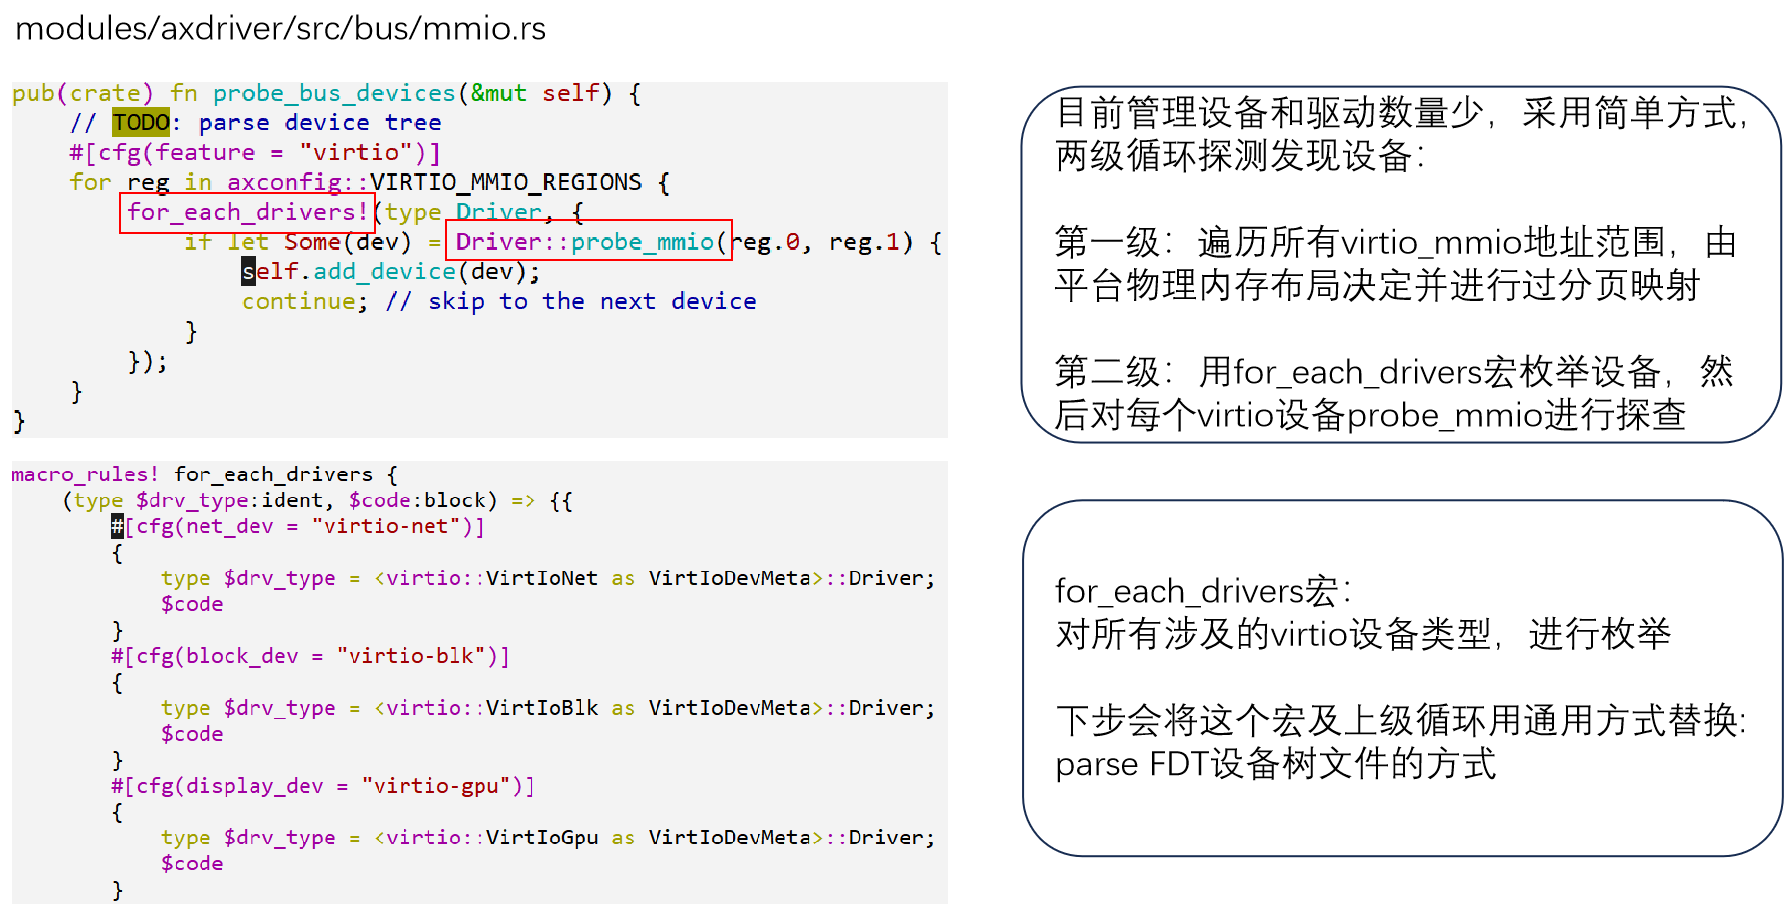 modules/axdriver/src/bus/mmio.rs
pub(crate) fn probe_bus_devices(&mut self) {
// TODO: parse device tree
#[cfg(feature = "virtio")]
for reg in axconfig::VIRTIO_MMIO_REGIONS {
for_each_drivers!(type Driver, {
if let Some(dev) = Driver::probe_mmio(reg.0, reg.1) {
self.add_device(dev);
continue; // skip to the next device
}
});
}
}
macro_rules! for_each_drivers {
(type $drv_type:ident, $code:block) => {{
#[cfg(net_dev = "virtio-net")]
{
type $drv_type = <virtio::VirtIoNet as VirtIoDevMeta>::Driver;
$code
}
#[cfg(block_dev = "virtio-blk")]
{
type $drv_type = <virtio::VirtIoBlk as VirtIoDevMeta>::Driver;
$code
}
#[cfg(display_dev = "virtio-gpu")]
{
type $drv_type = <virtio::VirtIoGpu as VirtIoDevMeta>::Driver;
$code
}
目前管理设备和驱动数量少，采用简单方式，
两级循环探测发现设备：
第一级：遍历所有virtio_mmio地址范围，由
平台物理内存布局决定并进行过分页映射
第二级：用for_each_drivers宏枚举设备，然
后对每个virtio设备probe_mmio进行探查
for_each_drivers宏：
对所有涉及的virtio设备类型，进行枚举
下步会将这个宏及上级循环用通用方式替换:
parse FDT设备树文件的方式